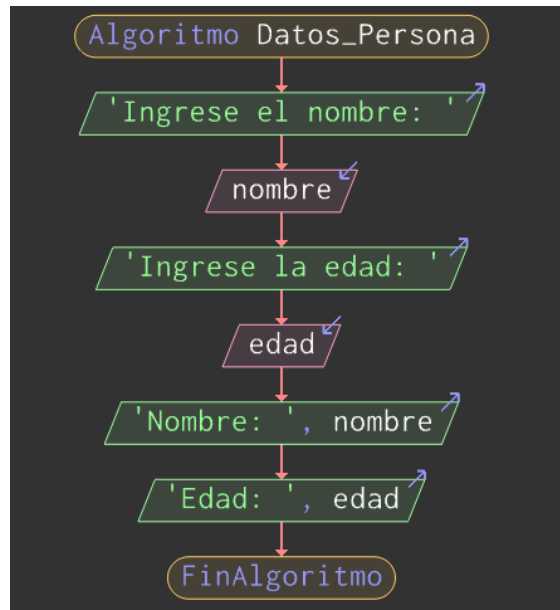 Algoritmo Datos_Persona
'Ingrese el nombre: '
nombre
'Ingrese la edad: '
edad
'Nombre: ', nombre
'Edad: ', edad
FinAlgoritmo